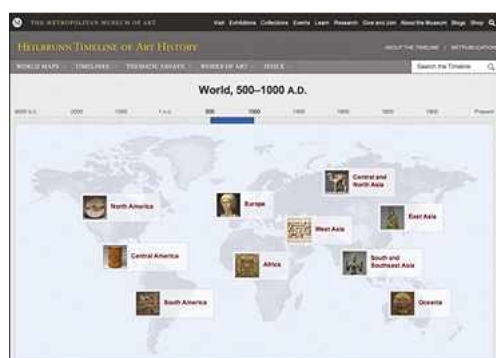 THE METROPOLITAN MUSEUM OF ART Visit Exhibitions Collections Events Learn Research Give and Join About the Museum Blogs Shop
HEILBRUNN TIMELINE OF ART HISTORY ABOUT THE TIMELINE / METPUBLICATIONS
WORLD MAPS TIMELINES THEMATIC ESSAYS WORKS OF ART INDEX Search the Timeline
World, 500–1000 A.D.
8000 B.C. 2000 1000 1 A.D. 500 1000 1400 1600 1800 1900 Present
Central and
North Asia
North America
Europe
East Asia
West Asia
Central America
Africa
South and
Southeast Asia
South America
Oceania